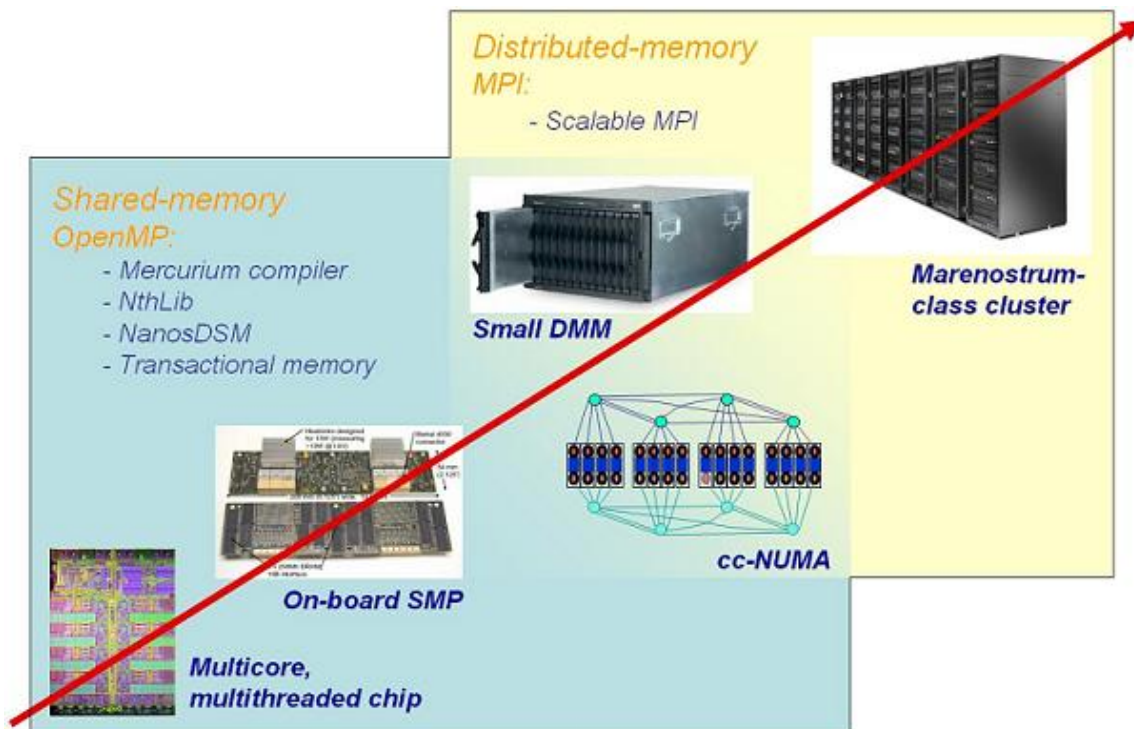 Distributed-memory
MPI:
- Scalable MPI
Shared-memory
OpenMP:
- Mercurium compiler
- NthLib
- NanosDSM
- Transactional memory
Marenostrum-
class cluster
Small DMM
cc-NUMA
On-board SMP
Multicore,
multithreaded chip